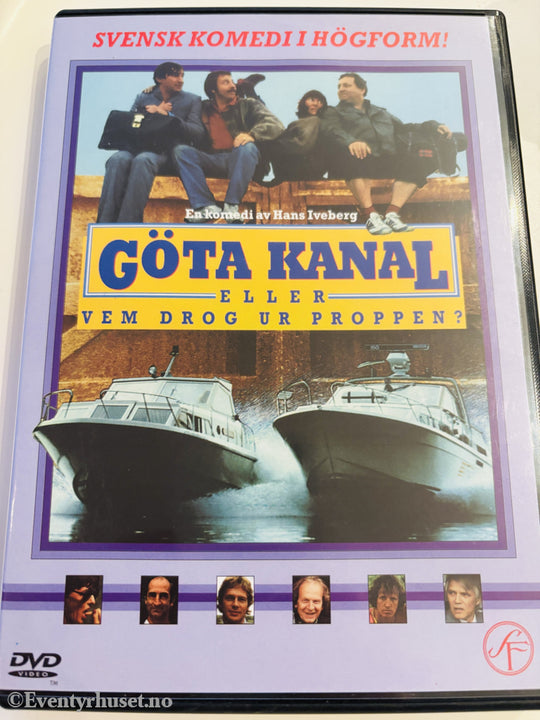 SVENSK KOMEDI I HÖGFORM!
En komedi av Hans Iveberg
GÖTA KANAL
ELLER
VEM DROG UR PROPPEN?
DVD
VIDEO
TM
SF
©Eventyrhuset.no